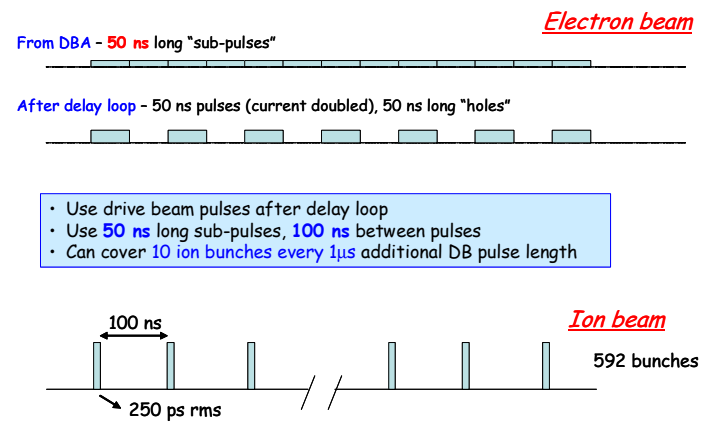 Electron beam
From DBA – 50 ns long “sub-pulses”
After delay loop – 50 ns pulses (current doubled), 50 ns long “holes”
• Use drive beam pulses after delay loop
• Use 50 ns long sub-pulses, 100 ns between pulses
• Can cover 10 ion bunches every 1μs additional DB pulse length
Ion beam
100 ns
592 bunches
250 ps rms